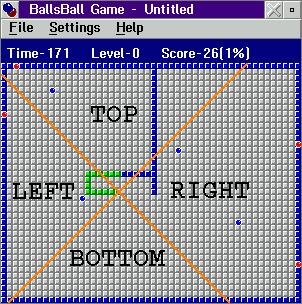 BallsBall Game - Untitled
File Settings Help
Time-171 Level-0 Score-26(1%)
TOP
LEFT RIGHT
BOTTOM